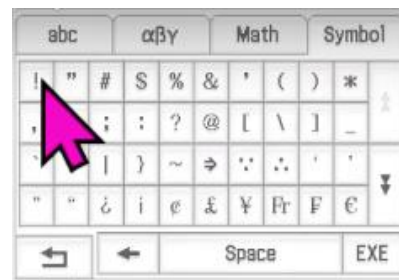 abc αβγ Math Symbol
! " # $ % & ' ( ) *
, ; : ? @ [ \ ] _
` | } ~ ⇒ ∵ ∴ ‘ ’
” “ ¿ ¡ ¢ £ ¥ ₣ €
Space EXE